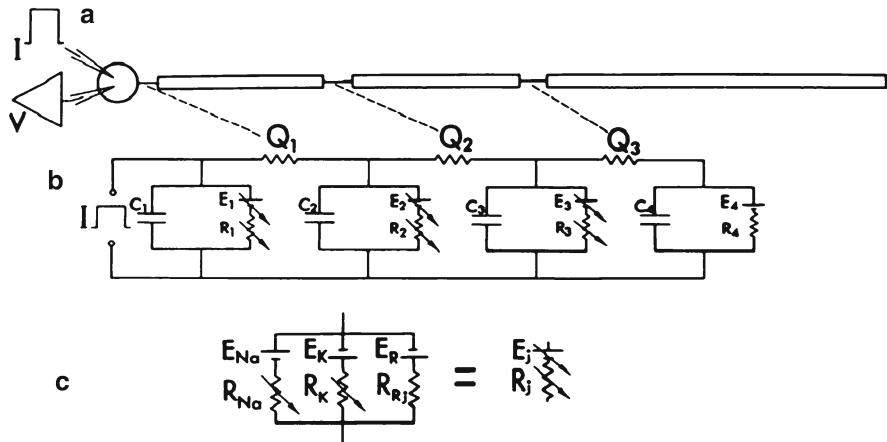 a
I
V
Q1 Q2 Q3
b
I
C1 E1 R1 C2 E2 R2 C3 E3 R3 C4 E4 R4
c
ENa EK ER = Ej
RNa RK RRj Rj